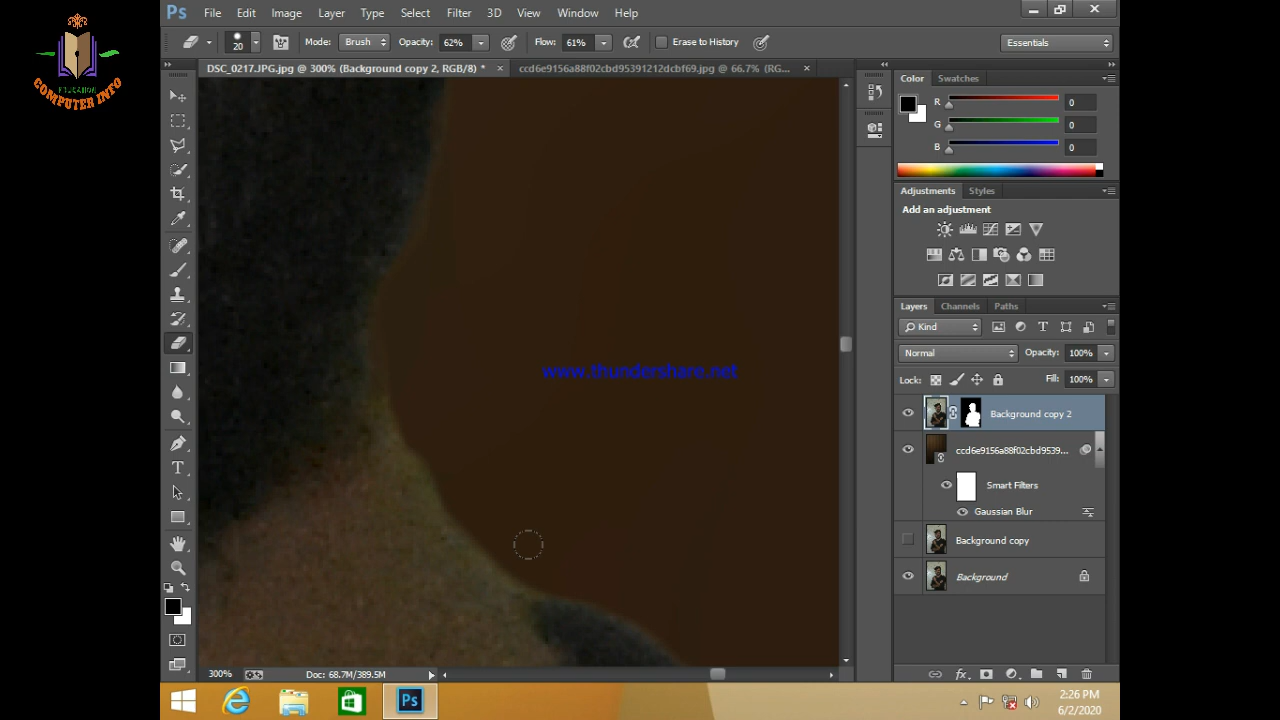 EDUCATION
COMPUTER INFO
Ps File Edit Image Layer Type Select Filter 3D View Window Help
20 Mode: Brush Opacity: 62% Flow: 61% Erase to History Essentials
DSC_0217.JPG.jpg @ 300% (Background copy 2, RGB/8) * × ccd6e9156a88f02cbd95391212dcbf69.jpg @ 66.7% (RG... ×
Color Swatches
R 0
G 0
B 0
Adjustments Styles
Add an adjustment
Layers Channels Paths
Kind
Normal Opacity: 100%
Lock: Fill: 100%
Background copy 2
ccd6e9156a88f02cbd9539...
Smart Filters
Gaussian Blur
Background copy
Background
www.thundershare.net
300% Doc: 68.7M/389.5M
Ps
2:26 PM
6/2/2020